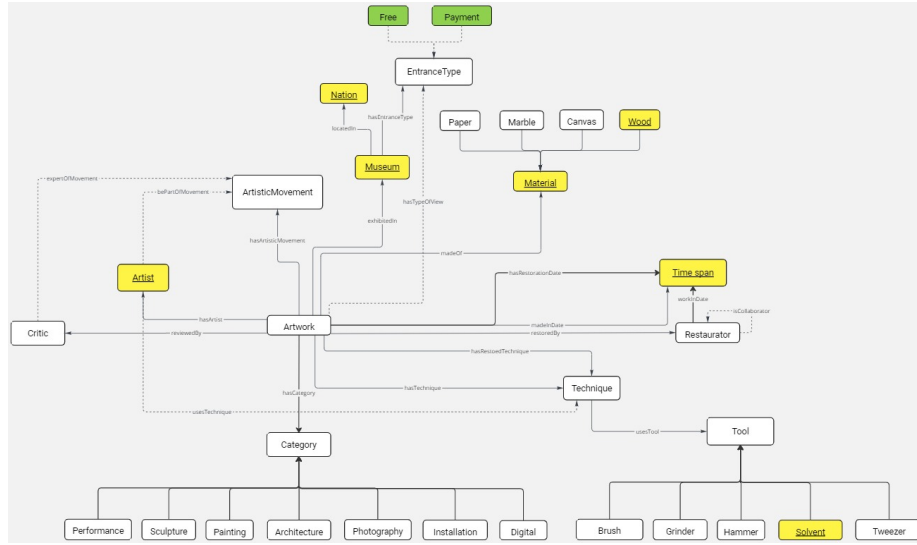 Free
Payment
EntranceType
Nation
hasEntranceType
locatedIn
Paper
Marble
Canvas
Wood
Museum
expertOfMovement
bePartOfMovement
ArtisticMovement
Material
hasTypeOfView
exhibitedIn
hasArtisticMovement
madeOf
Artist
hasRestorationDate
Time span
workInDate
Critic
hasArtist
Artwork
reviewedBy
madeInDate
restoredBy
isCollaborator
Restaurator
hasRestoredTechnique
hasCategory
hasTechnique
Technique
usesTechnique
usesTool
Tool
Category
Performance
Sculpture
Painting
Architecture
Photography
Installation
Digital
Brush
Grinder
Hammer
Solvent
Tweezer